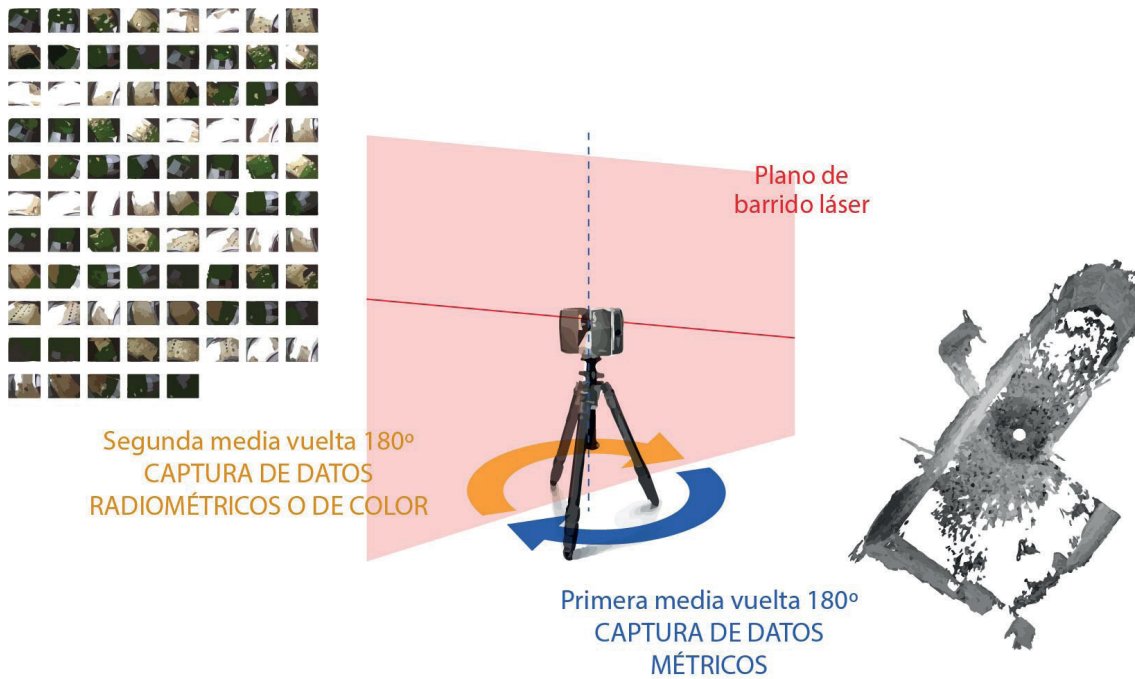 Plano de
barrido láser
Segunda media vuelta 180º
CAPTURA DE DATOS
RADIOMÉTRICOS O DE COLOR
Primera media vuelta 180º
CAPTURA DE DATOS
MÉTRICOS